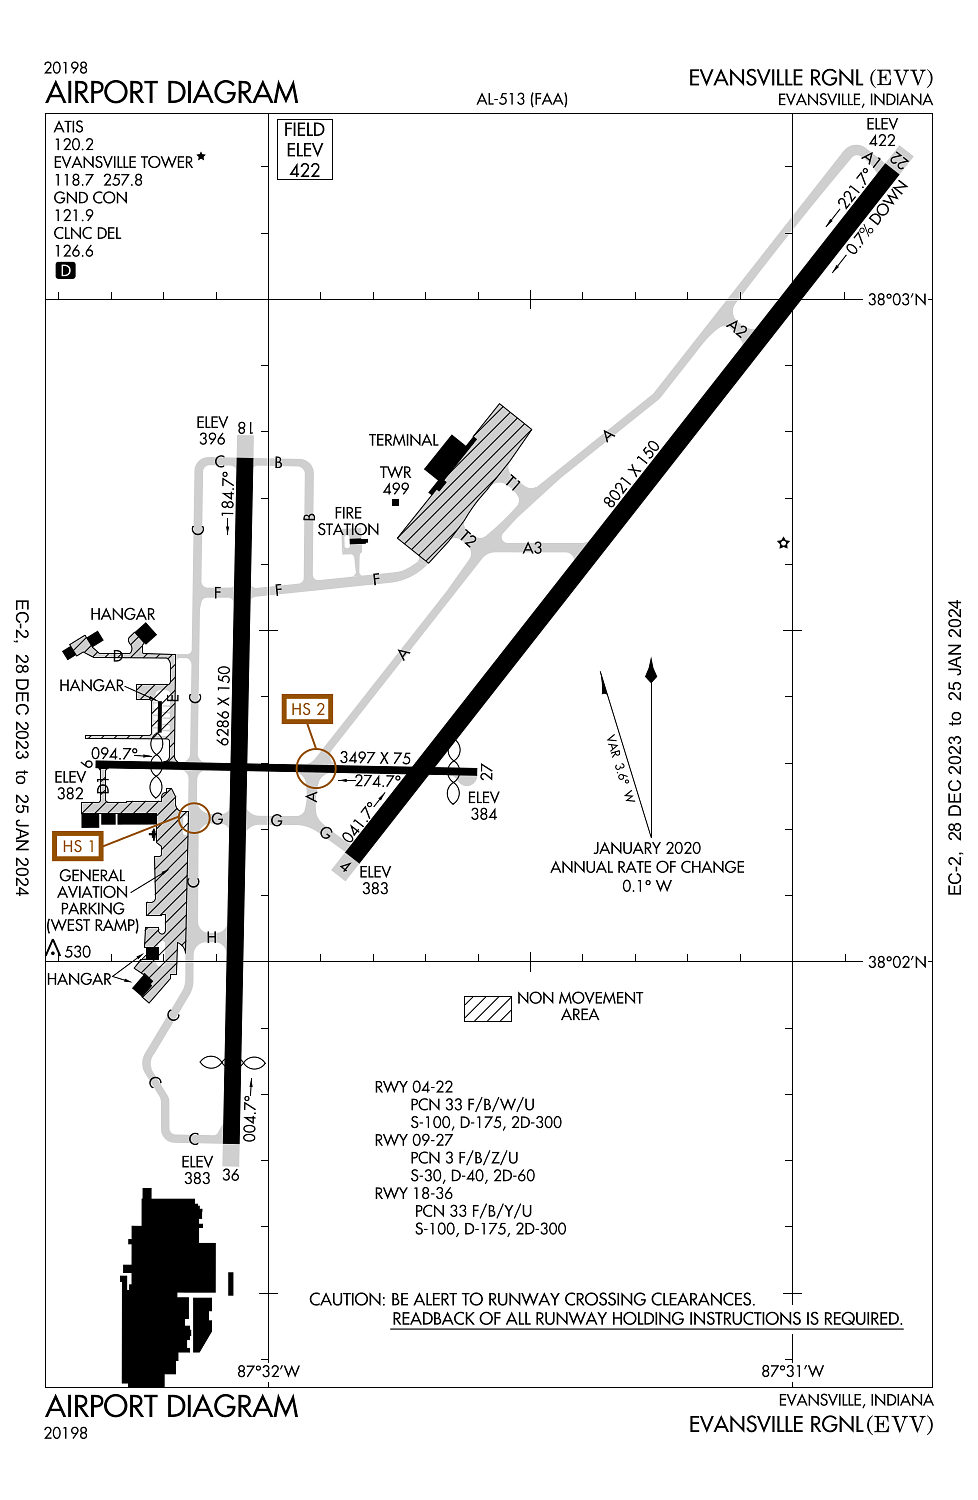 20198
AIRPORT DIAGRAM
AL-513 (FAA)
EVANSVILLE RGNL (EVV)
EVANSVILLE, INDIANA
ATIS
120.2
EVANSVILLE TOWER
118.7 257.8
GND CON
121.9
CLNC DEL
126.6
D
FIELD
ELEV
422
ELEV
422
22
A1
221.7°
0.7% DOWN
38°03'N
A2
ELEV
396
18
C
B
184.7°
TERMINAL
TWR
499
FIRE
STATION
A
8021 X 150
T1
T2
A3
C
B
F
F
F
HANGAR
D
HANGAR
E
C
6286 X 150
A
HS 2
VAR 3.6° W
094.7°
9
3497 X 75
274.7°
27
ELEV
382
D1
ELEV
384
A
041.7°
G
G
G
HS 1
4
ELEV
383
JANUARY 2020
ANNUAL RATE OF CHANGE
0.1° W
GENERAL
AVIATION
PARKING
(WEST RAMP)
C
H
530
HANGAR
38°02'N
C
NON MOVEMENT
AREA
C
004.7°
C
ELEV
383
36
RWY 04-22
PCN 33 F/B/W/U
S-100, D-175, 2D-300
RWY 09-27
PCN 3 F/B/Z/U
S-30, D-40, 2D-60
RWY 18-36
PCN 33 F/B/Y/U
S-100, D-175, 2D-300
CAUTION: BE ALERT TO RUNWAY CROSSING CLEARANCES.
READBACK OF ALL RUNWAY HOLDING INSTRUCTIONS IS REQUIRED.
87°32'W
87°31'W
EC-2, 28 DEC 2023 to 25 JAN 2024
EC-2, 28 DEC 2023 to 25 JAN 2024
AIRPORT DIAGRAM
20198
EVANSVILLE, INDIANA
EVANSVILLE RGNL (EVV)